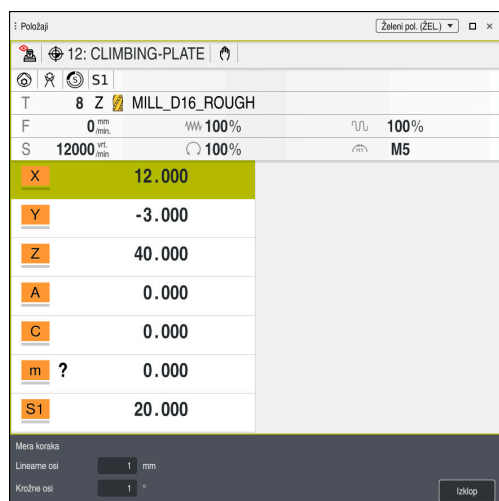 Položaji
Želeni pol. (ŽEL.)
12: CLIMBING-PLATE
S1
T 8 Z MILL_D16_ROUGH
F 0 mm/min. 100% 100%
S 12000 vrt./min 100% M5
X 12.000
Y -3.000
Z 40.000
A 0.000
C 0.000
m ? 0.000
S1 20.000
Mera koraka
Linearne osi 1 mm
Krožne osi 1 °
Izklop